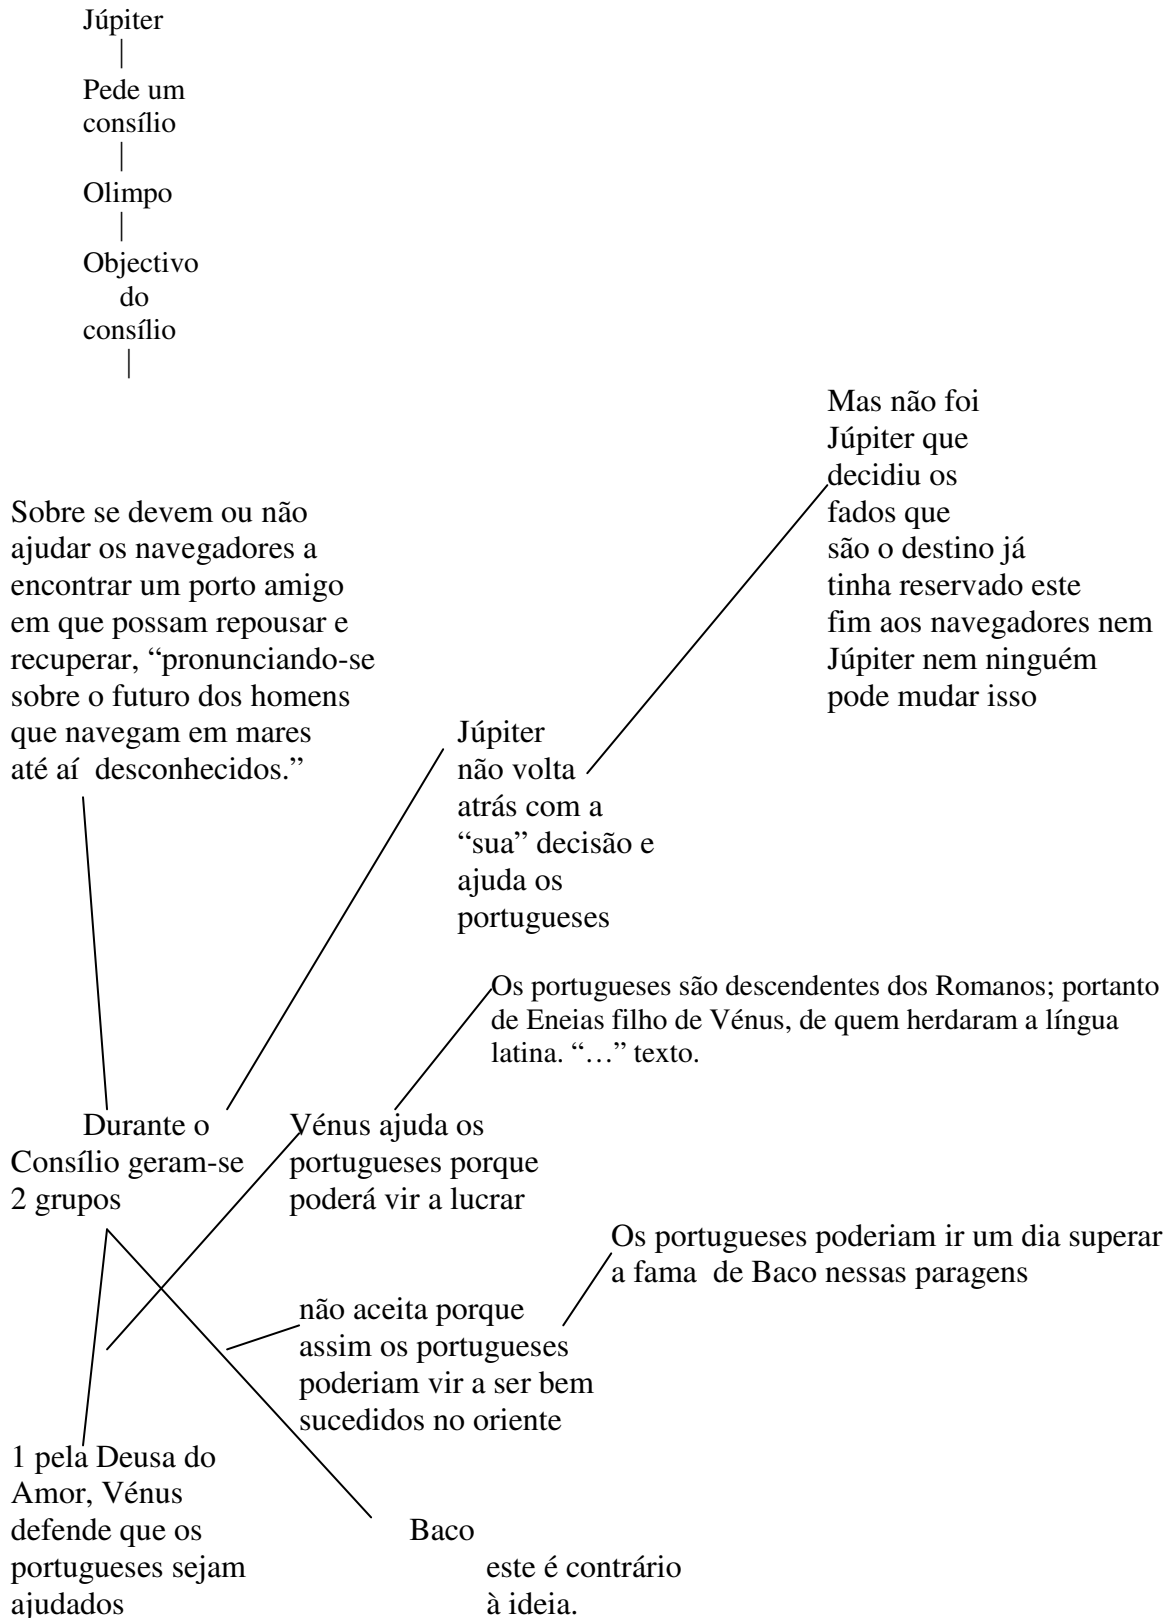 Júpiter
Pede um
consílio
Olimpo
Objectivo
do
consílio
Mas não foi
Júpiter que
decidiu os
fados que
são o destino já
tinha reservado este
fim aos navegadores nem
Júpiter nem ninguém
pode mudar isso
Sobre se devem ou não
ajudar os navegadores a
encontrar um porto amigo
em que possam repousar e
recuperar, “pronunciando-se
sobre o futuro dos homens
que navegam em mares
até aí desconhecidos.”
Júpiter
não volta
atrás com a
“sua” decisão e
ajuda os
portugueses
Os portugueses são descendentes dos Romanos; portanto
de Eneias filho de Vénus, de quem herdaram a língua
latina. “…” texto.
Durante o
Consílio geram-se
2 grupos
Vénus ajuda os
portugueses porque
poderá vir a lucrar
Os portugueses poderiam ir um dia superar
a fama de Baco nessas paragens
não aceita porque
assim os portugueses
poderiam vir a ser bem
sucedidos no oriente
1 pela Deusa do
Amor, Vénus
defende que os
portugueses sejam
ajudados
Baco
este é contrário
à ideia.